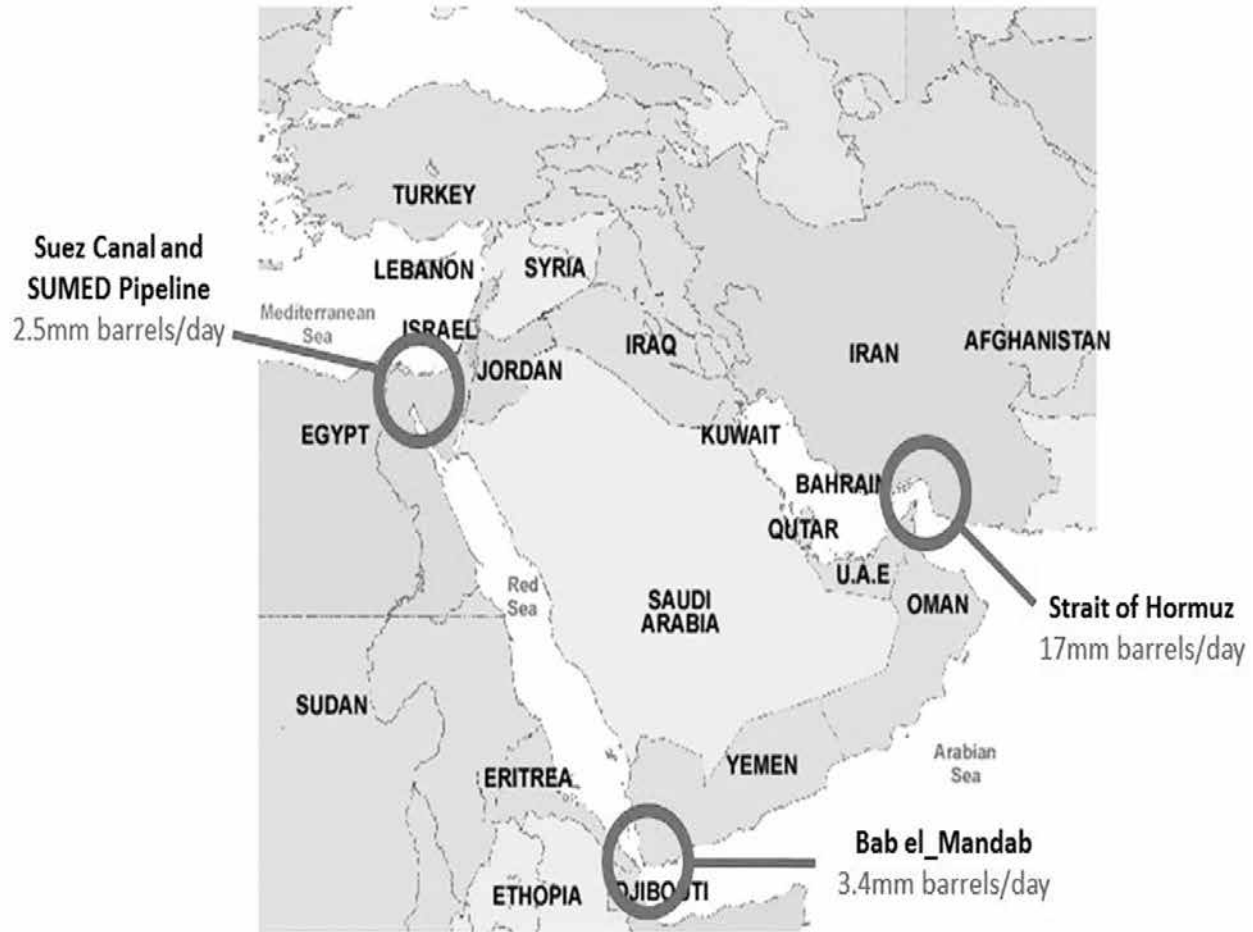 TURKEY
Suez Canal and
SUMED Pipeline
2.5mm barrels/day
LEBANON
SYRIA
Mediterranean
Sea
ISRAEL
JORDAN
IRAQ
IRAN
AFGHANISTAN
EGYPT
KUWAIT
BAHRAIN
QUTAR
U.A.E
OMAN
Red
Sea
SAUDI
ARABIA
Strait of Hormuz
17mm barrels/day
SUDAN
YEMEN
Arabian
Sea
ERITREA
Bab el_Mandab
3.4mm barrels/day
ETHOPIA
DJIBOUTI